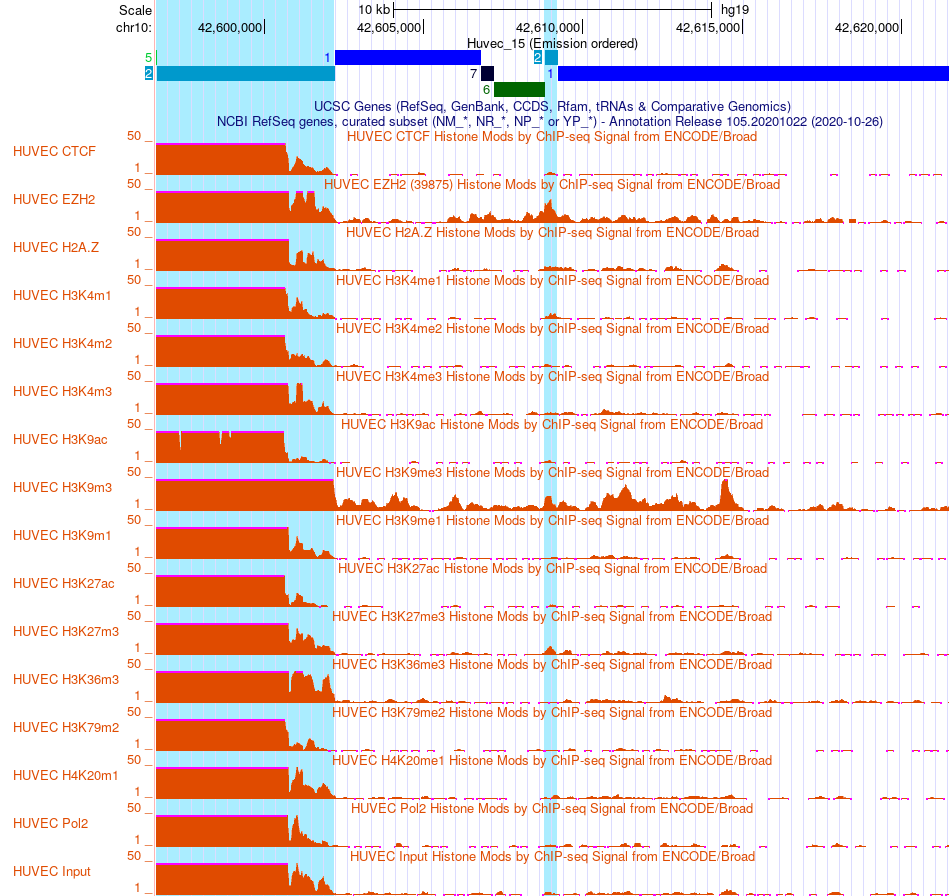 Scale 10 kb hg19
chr10: 42,600,000 42,605,000 42,610,000 42,615,000 42,620,000
Huvec_15 (Emission ordered)
5 1 2
2 7 1
6
UCSC Genes (RefSeq, GenBank, CCDS, Rfam, tRNAs & Comparative Genomics)
NCBI RefSeq genes, curated subset (NM_*, NR_*, NP_* or YP_*) - Annotation Release 105.20201022 (2020-10-26)
50 _ HUVEC CTCF Histone Mods by ChIP-seq Signal from ENCODE/Broad
HUVEC CTCF
1 _
50 _ HUVEC EZH2 (39875) Histone Mods by ChIP-seq Signal from ENCODE/Broad
HUVEC EZH2
1 _
50 _ HUVEC H2A.Z Histone Mods by ChIP-seq Signal from ENCODE/Broad
HUVEC H2A.Z
1 _
50 _ HUVEC H3K4me1 Histone Mods by ChIP-seq Signal from ENCODE/Broad
HUVEC H3K4m1
1 _
50 _ HUVEC H3K4me2 Histone Mods by ChIP-seq Signal from ENCODE/Broad
HUVEC H3K4m2
1 _
50 _ HUVEC H3K4me3 Histone Mods by ChIP-seq Signal from ENCODE/Broad
HUVEC H3K4m3
1 _
50 _ HUVEC H3K9ac Histone Mods by ChIP-seq Signal from ENCODE/Broad
HUVEC H3K9ac
1 _
50 _ HUVEC H3K9me3 Histone Mods by ChIP-seq Signal from ENCODE/Broad
HUVEC H3K9m3
1 _
50 _ HUVEC H3K9me1 Histone Mods by ChIP-seq Signal from ENCODE/Broad
HUVEC H3K9m1
1 _
50 _ HUVEC H3K27ac Histone Mods by ChIP-seq Signal from ENCODE/Broad
HUVEC H3K27ac
1 _
50 _ HUVEC H3K27me3 Histone Mods by ChIP-seq Signal from ENCODE/Broad
HUVEC H3K27m3
1 _
50 _ HUVEC H3K36me3 Histone Mods by ChIP-seq Signal from ENCODE/Broad
HUVEC H3K36m3
1 _
50 _ HUVEC H3K79me2 Histone Mods by ChIP-seq Signal from ENCODE/Broad
HUVEC H3K79m2
1 _
50 _ HUVEC H4K20me1 Histone Mods by ChIP-seq Signal from ENCODE/Broad
HUVEC H4K20m1
1 _
50 _ HUVEC Pol2 Histone Mods by ChIP-seq Signal from ENCODE/Broad
HUVEC Pol2
1 _
50 _ HUVEC Input Histone Mods by ChIP-seq Signal from ENCODE/Broad
HUVEC Input
1 _